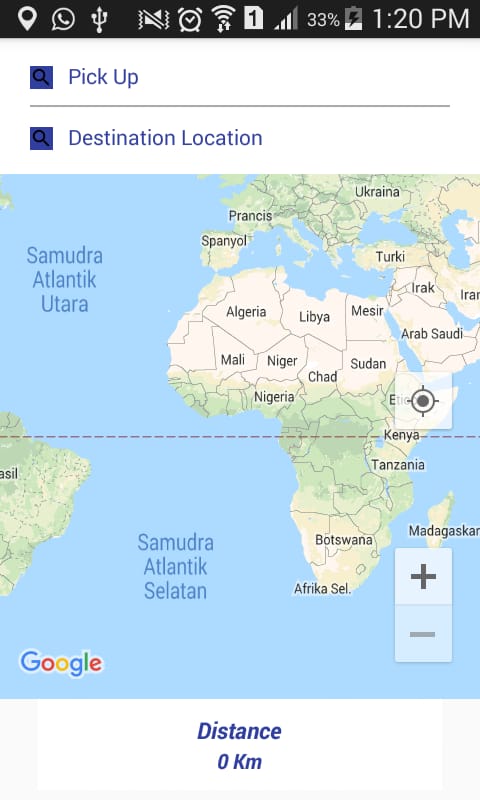 1 33% 1:20 PM
Pick Up
Destination Location
Ukraina
Prancis
Spanyol
Turki
Samudra
Atlantik
Utara
Irak
Iran
Algeria
Libya
Mesir
Arab Saudi
Mali
Niger
Chad
Sudan
Nigeria
Eti
Kenya
asil
Tanzania
Samudra
Atlantik
Selatan
Botswana
Madagaskar
Afrika Sel.
+
−
Google
Distance
0 Km